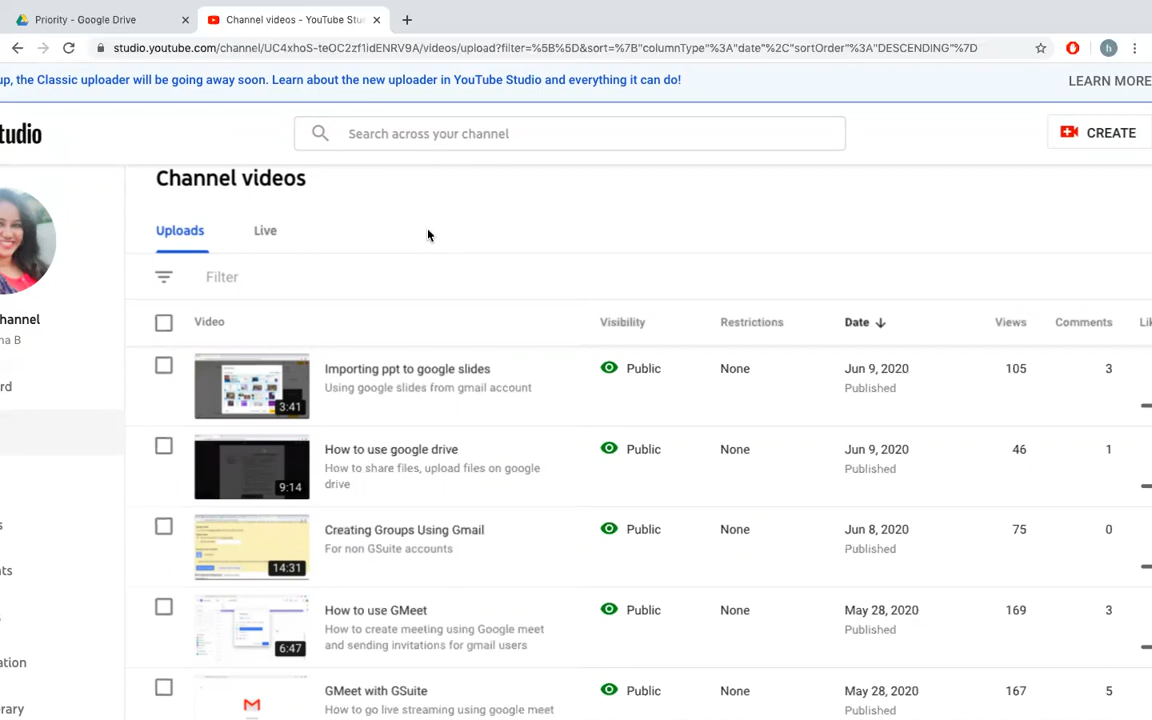 Priority - Google Drive
Channel videos - YouTube Stu
studio.youtube.com/channel/UC4xhoS-teOC2zf1idENRV9A/videos/upload?filter=%5B%5D&sort=%7B"columnType"%3A"date"%2C"sortOrder"%3A"DESCENDING"%7D
h
up, the Classic uploader will be going away soon. Learn about the new uploader in YouTube Studio and everything it can do!
LEARN MORE
tudio
Search across your channel
CREATE
Channel videos
Uploads
Live
Filter
hannel
na B
rd
s
nts
ation
rary
Video
Visibility
Restrictions
Date
Views
Comments
Lik
3:41
Importing ppt to google slides
Using google slides from gmail account
Public
None
Jun 9, 2020
Published
105
3
9:14
How to use google drive
How to share files, upload files on google
drive
Public
None
Jun 9, 2020
Published
46
1
14:31
Creating Groups Using Gmail
For non GSuite accounts
Public
None
Jun 8, 2020
Published
75
0
6:47
How to use GMeet
How to create meeting using Google meet
and sending invitations for gmail users
Public
None
May 28, 2020
Published
169
3
GMeet with GSuite
How to go live streaming using google meet
Public
None
May 28, 2020
Published
167
5